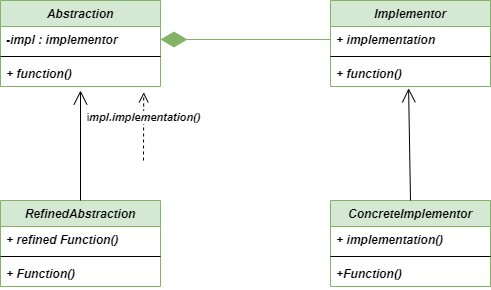 Abstraction
-impl : implementor
+ function()
Implementor
+ implementation
+ function()
impl.implementation()
RefinedAbstraction
+ refined Function()
+ Function()
ConcreteImplementor
+ implementation()
+Function()